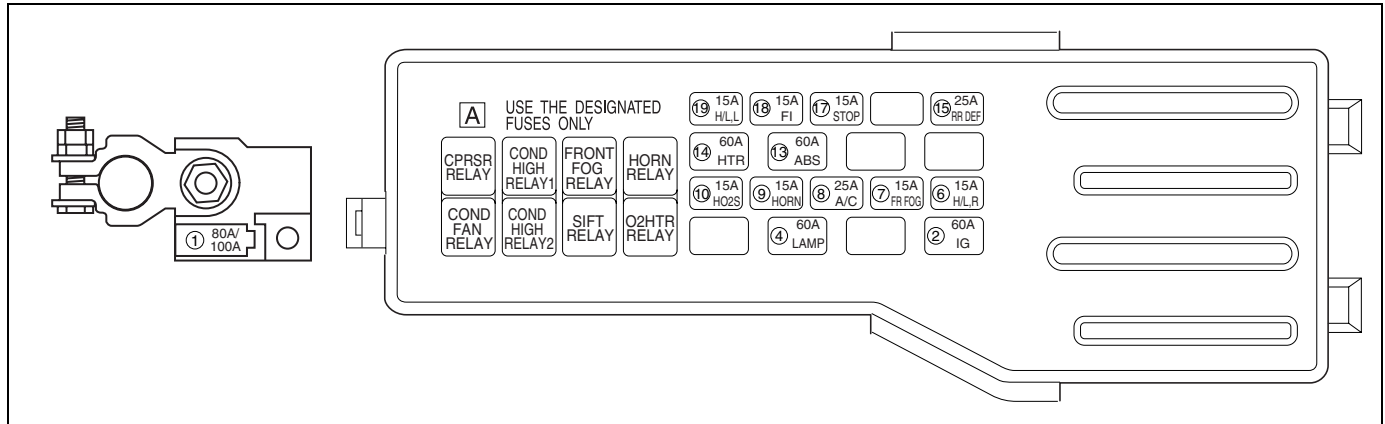 ① 80A/
100A
A
USE THE DESIGNATED
FUSES ONLY
CPRSR
RELAY
COND
HIGH
RELAY1
FRONT
FOG
RELAY
HORN
RELAY
COND
FAN
RELAY
COND
HIGH
RELAY2
SIFT
RELAY
O2HTR
RELAY
⑲ 15A
H/L,L
⑱ 15A
FI
⑰ 15A
STOP
⑮ 25A
RR DEF
⑭ 60A
HTR
⑬ 60A
ABS
⑩ 15A
HO2S
⑨ 15A
HORN
⑧ 25A
A/C
⑦ 15A
FR FOG
⑥ 15A
H/L,R
④ 60A
LAMP
② 60A
IG